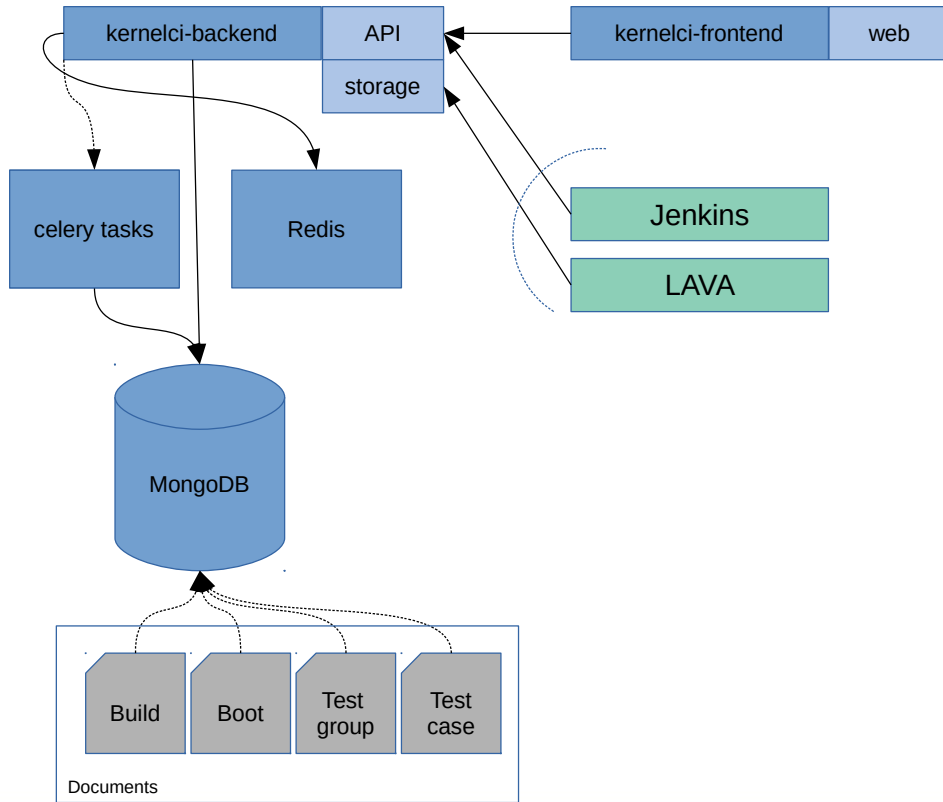 kernelci-backend
API
kernelci-frontend
web
storage
celery tasks
Redis
Jenkins
LAVA
MongoDB
Build
Boot
Test
group
Test
case
Documents